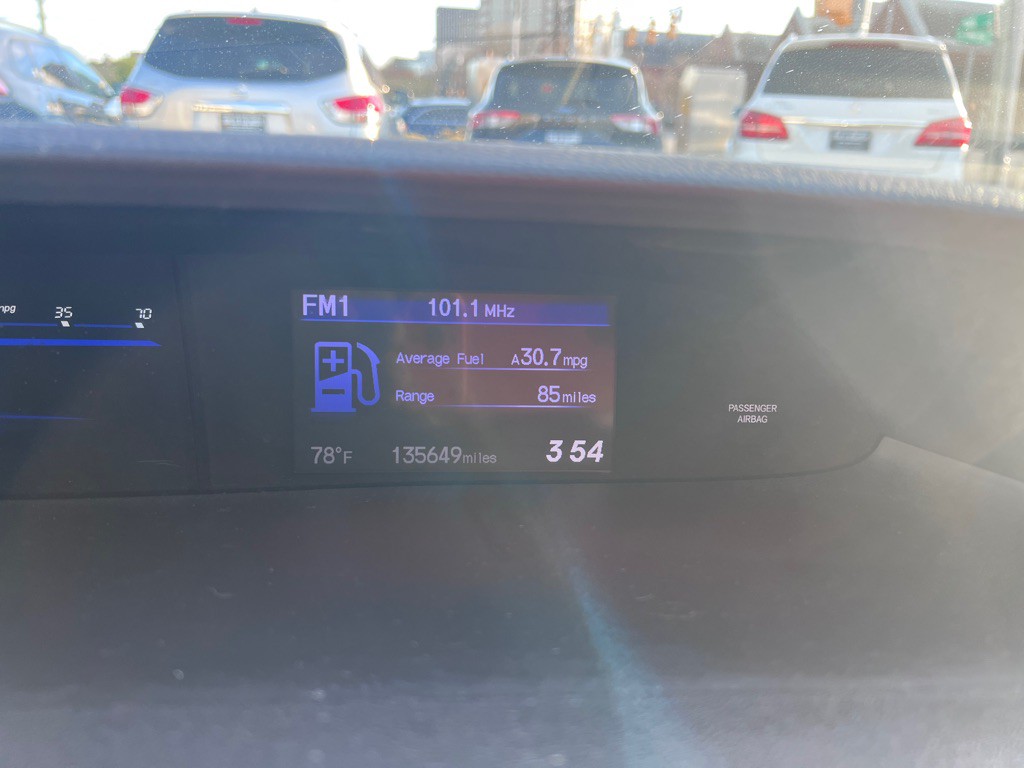 mpg 35 70
FM1 101.1 MHz
Average Fuel A30.7mpg
Range 85miles
78°F 135649miles 3 54
PASSENGER
AIRBAG